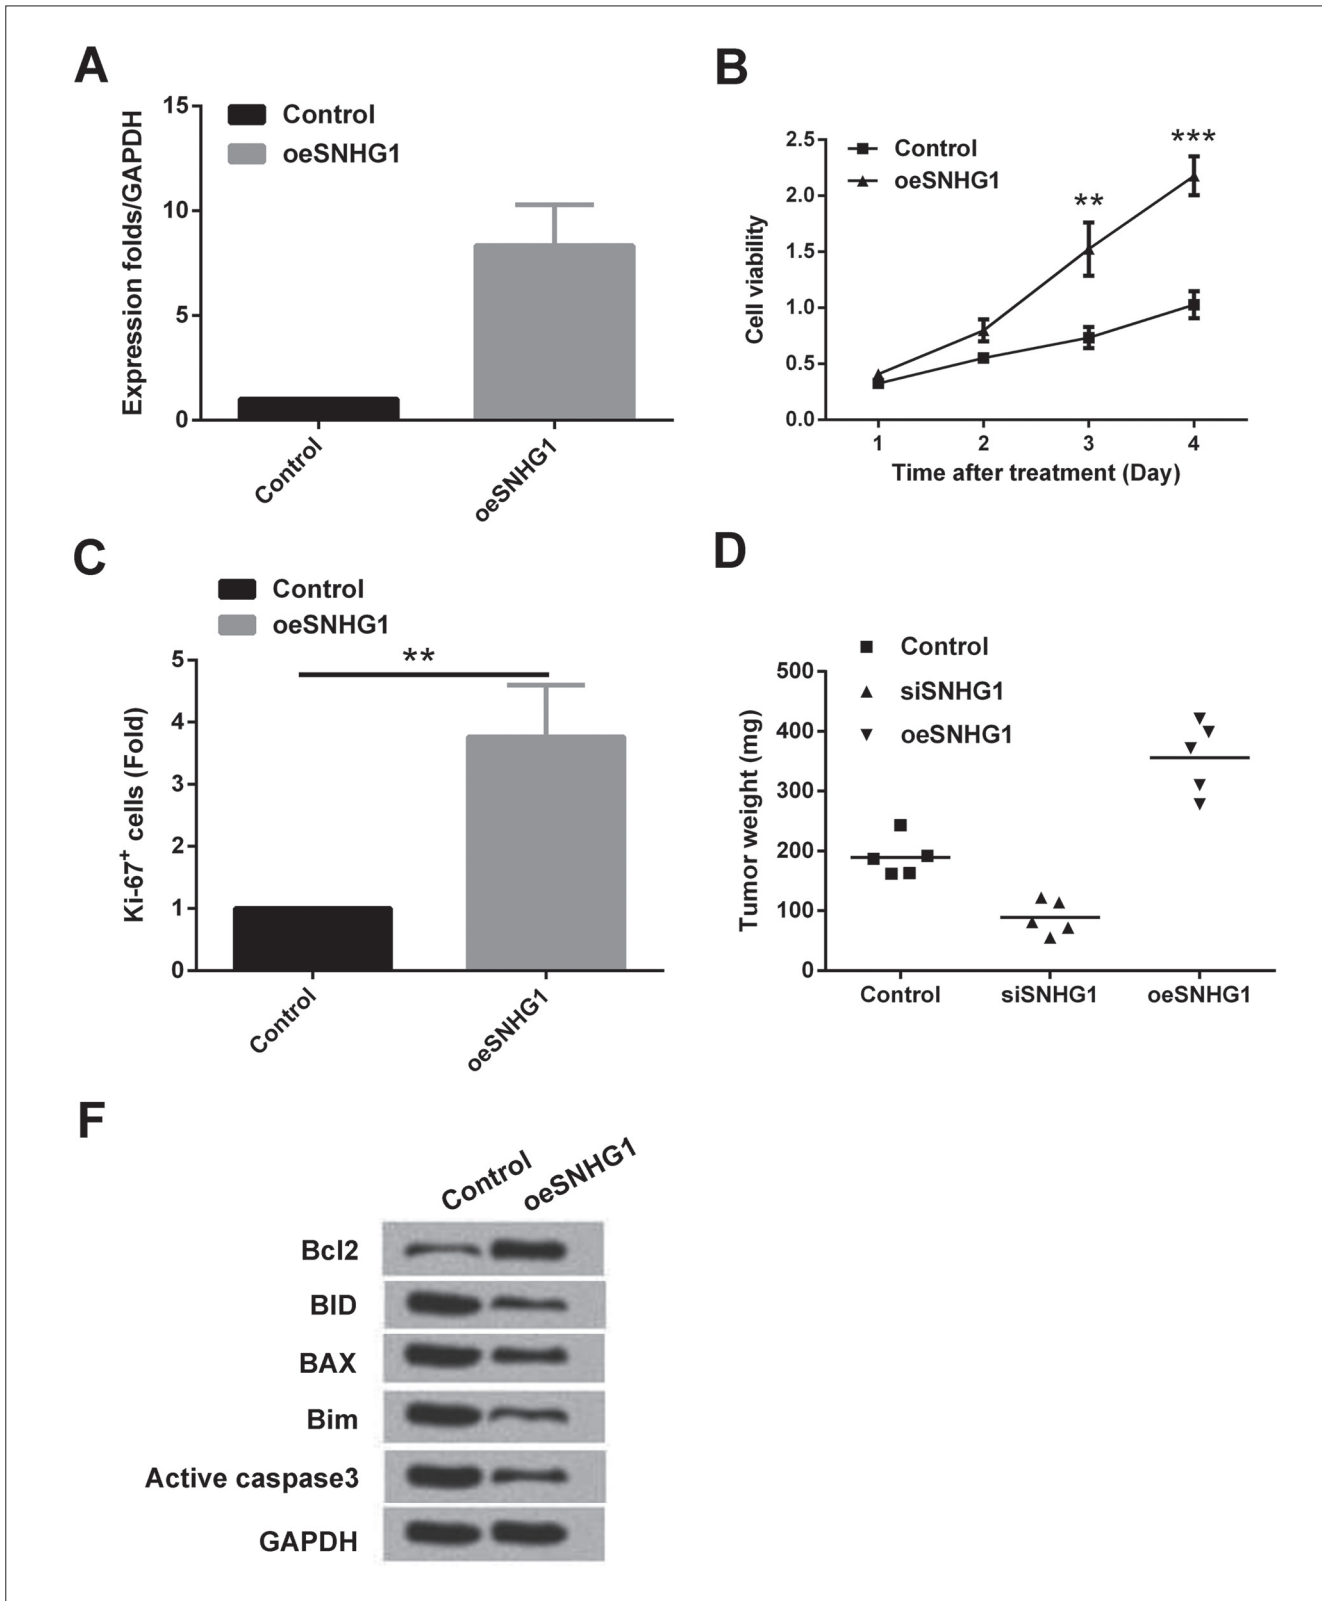 A
Expression folds/GAPDH
15
10
5
0
Control
oeSNHG1
Control
oeSNHG1
B
Cell viability
2.5
2.0
1.5
1.0
0.5
0.0
Control
oeSNHG1
**
***
1 2 3 4
Time after treatment (Day)
C
Control
oeSNHG1
Ki-67+ cells (Fold)
5
4
3
2
1
0
**
Control
oeSNHG1
D
Control
siSNHG1
oeSNHG1
Tumor weight (mg)
500
400
300
200
100
0
Control siSNHG1 oeSNHG1
F
Control oeSNHG1
Bcl2
BID
BAX
Bim
Active caspase3
GAPDH